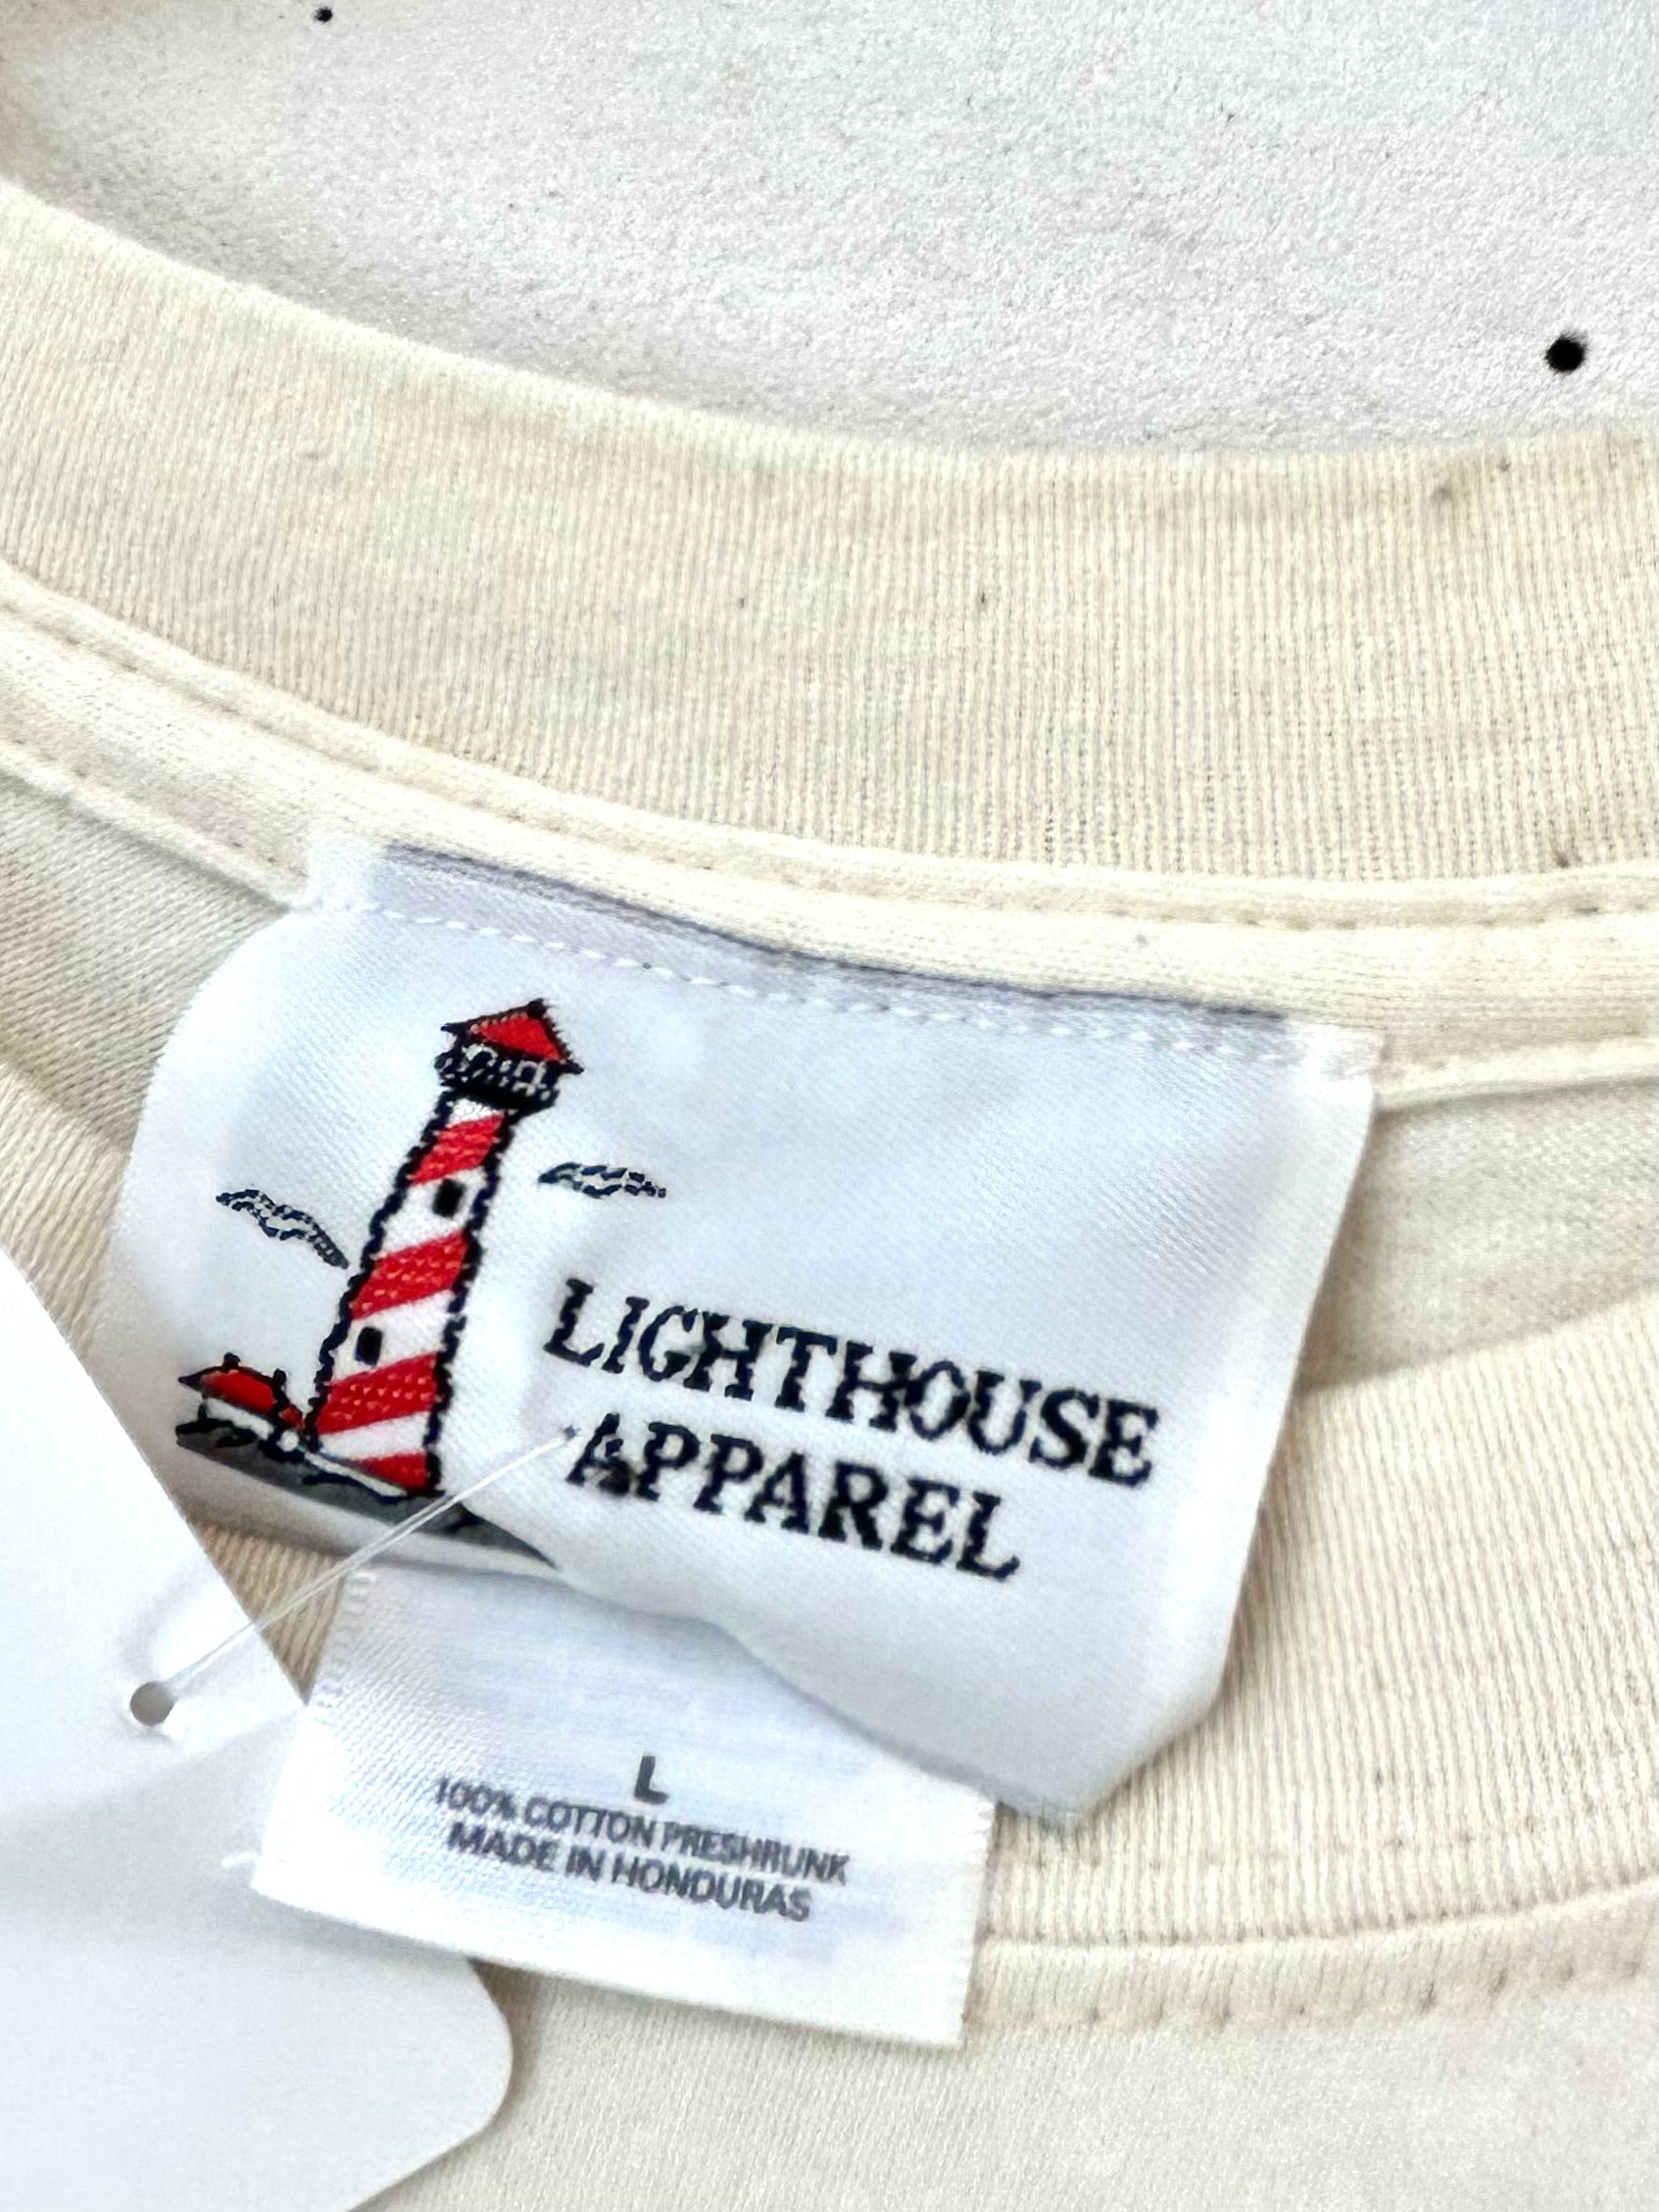 LIGHTHOUSE
APPAREL
L
100% COTTON PRESHRUNK
MADE IN HONDURAS